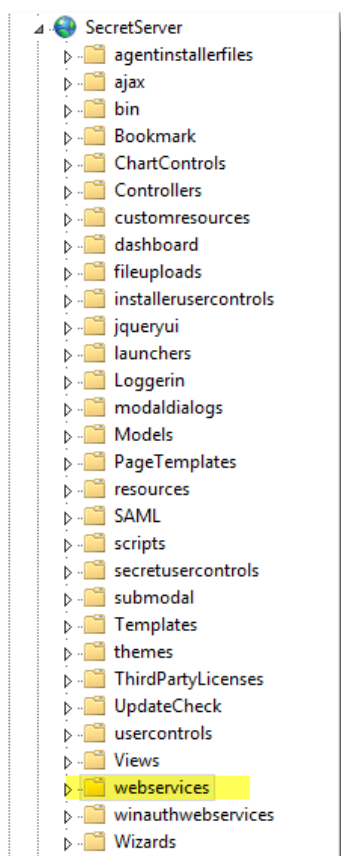 SecretServer
agentinstallerfiles
ajax
bin
Bookmark
ChartControls
Controllers
customresources
dashboard
fileuploads
installerusercontrols
jqueryui
launchers
Loggerin
modaldialogs
Models
PageTemplates
resources
SAML
scripts
secretusercontrols
submodal
Templates
themes
ThirdPartyLicenses
UpdateCheck
usercontrols
Views
webservices
winauthwebservices
Wizards